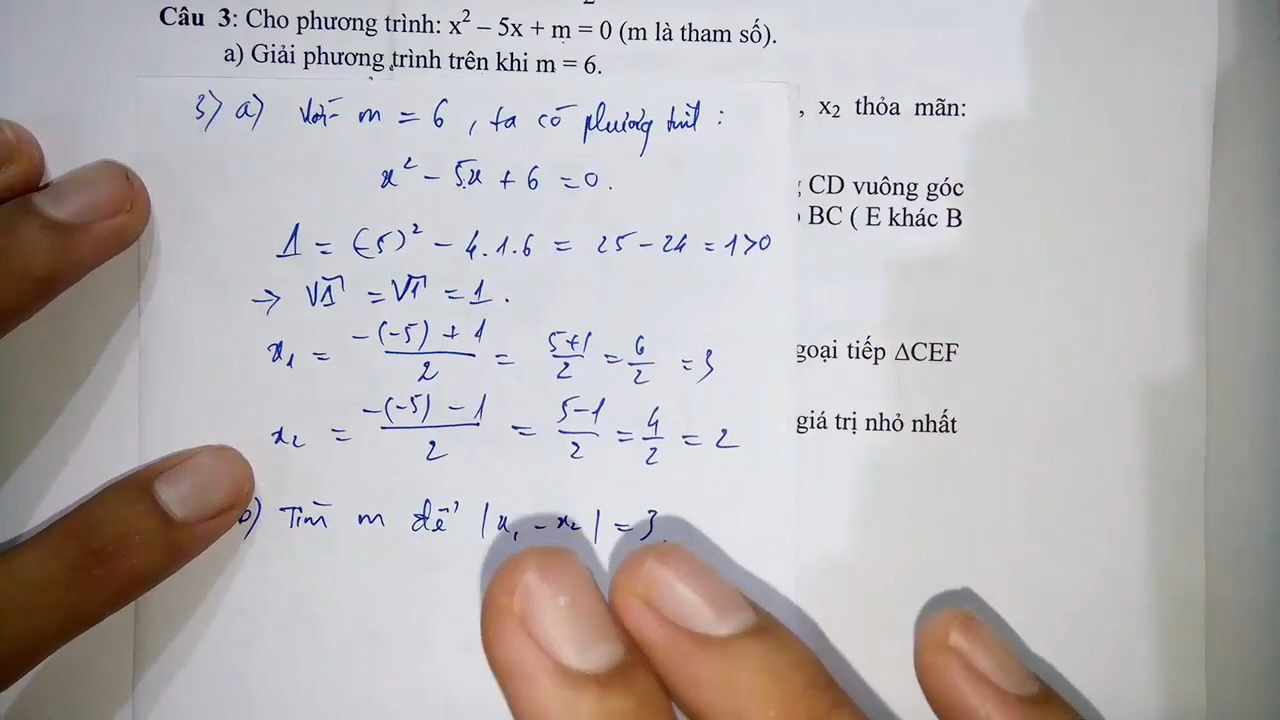 Câu 3: Cho phương trình: x² – 5x + m = 0 (m là tham số).
a) Giải phương trình trên khi m = 6.
, x₂ thỏa mãn:
; CD vuông góc
BC ( E khác B
goại tiếp ΔCEF
giá trị nhỏ nhất
3) a) Với m = 6 , ta có phương trình :
x² - 5x + 6 = 0.
Δ = (-5)² - 4.1.6 = 25 - 24 = 1 > 0
→ √Δ = √1 = 1 .
x₁ = (-(-5) + 1)/2 = (5+1)/2 = 6/2 = 3
x₂ = (-(-5) - 1)/2 = (5-1)/2 = 4/2 = 2
b) Tìm m để |x₁ - x₂| = 3